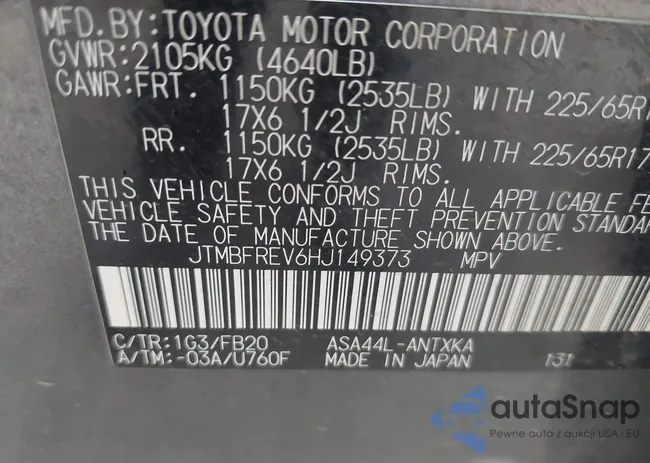 MFD. BY: TOYOTA MOTOR CORPORATION
GVWR: 2105KG (4640LB)
GAWR: FRT. 1150KG (2535LB) WITH 225/65R1
17X6 1/2J RIMS.
RR. 1150KG (2535LB) WITH 225/65R17
17X6 1/2J RIMS.
THIS VEHICLE CONFORMS TO ALL APPLICABLE FE
VEHICLE SAFETY AND THEFT PREVENTION STANDA
THE DATE OF MANUFACTURE SHOWN ABOVE.
JTMBFREV6HJ149373 MPV
C/TR: 1G3/FB20 ASA44L-ANTXKA
A/TM: -03A/U760F MADE IN JAPAN 131
autaSnap
Pewne auta z aukcji USA - EU